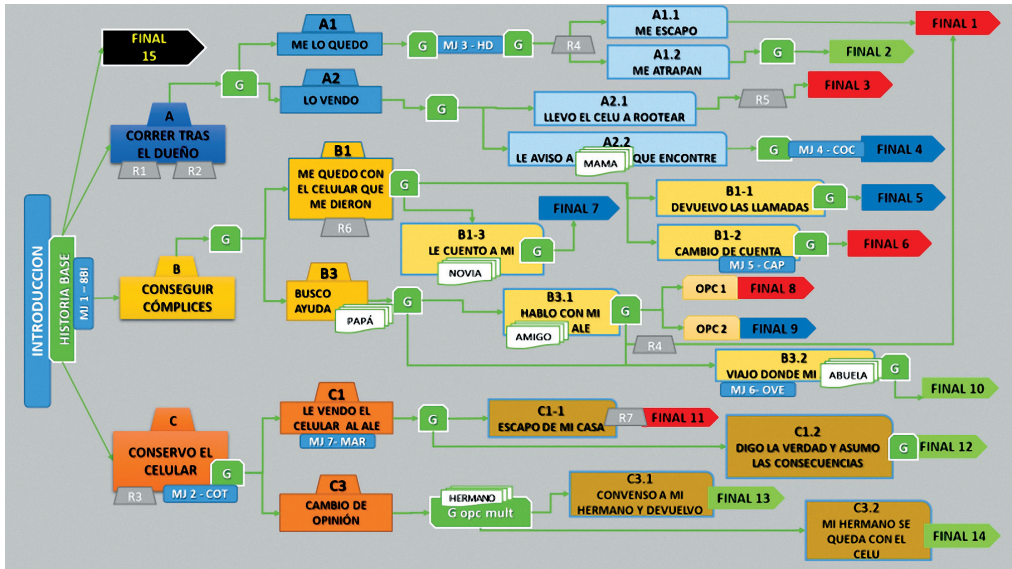 INTRODUCCION
HISTORIA BASE
MJ 1 – 8BI
FINAL
15
A
CORRER TRAS
EL DUEÑO
R1
R2
G
A1
ME LO QUEDO
G
MJ 3 - HD
G
R4
A1.1
ME ESCAPO
FINAL 1
A1.2
ME ATRAPAN
G
FINAL 2
A2
LO VENDO
G
A2.1
LLEVO EL CELU A ROOTEAR
R5
FINAL 3
A2.2
LE AVISO A
MAMA
QUE ENCONTRE
G
MJ 4 - COC
FINAL 4
B
CONSEGUIR
CÓMPLICES
G
B1
ME QUEDO CON
EL CELULAR QUE
ME DIERON
R6
G
B1-1
DEVUELVO LAS LLAMADAS
G
FINAL 5
B1-2
CAMBIO DE CUENTA
MJ 5 - CAP
G
FINAL 6
B1-3
LE CUENTO A MI
NOVIA
G
FINAL 7
B3
BUSCO
AYUDA
PAPÁ
G
B3.1
HABLO CON MI
AMIGO
ALE
G
OPC 1
FINAL 8
OPC 2
FINAL 9
R4
B3.2
VIAJO DONDE MI
ABUELA
MJ 6- OVE
G
FINAL 10
C
CONSERVO EL
CELULAR
R3
MJ 2 - COT
G
C1
LE VENDO EL
CELULAR AL ALE
MJ 7- MAR
G
C1-1
ESCAPO DE MI CASA
R7
FINAL 11
C1.2
DIGO LA VERDAD Y ASUMO
LAS CONSECUENCIAS
G
FINAL 12
C3
CAMBIO DE
OPINIÓN
HERMANO
G opc mult
C3.1
CONVENSO A MI
HERMANO Y DEVUELVO
FINAL 13
C3.2
MI HERMANO SE
QUEDA CON EL
CELU
FINAL 14